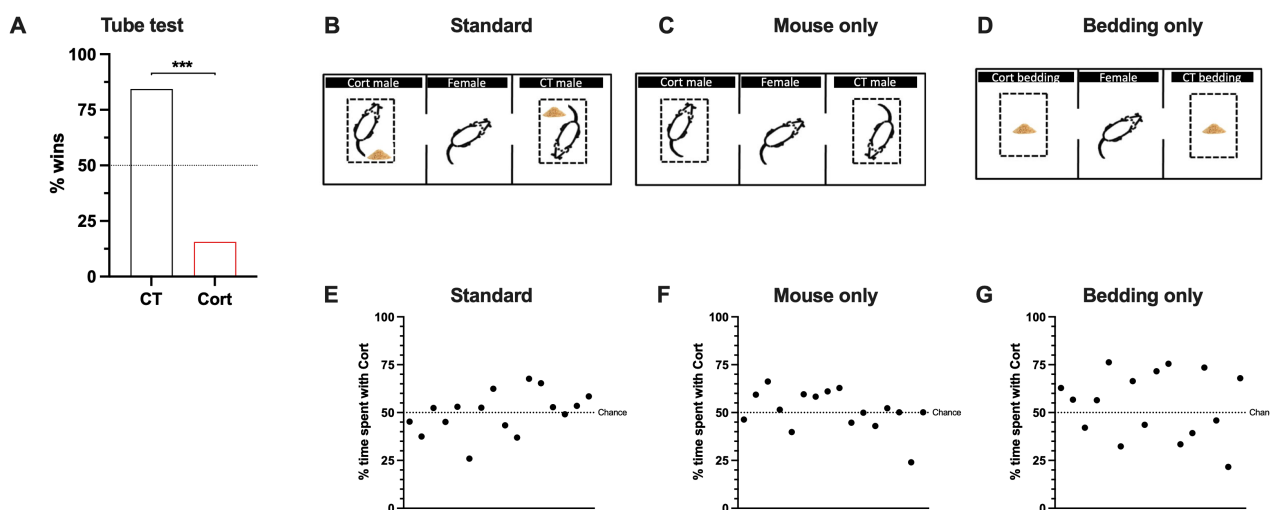 A Tube test
% wins
100
75
50
25
0
***
CT Cort
B Standard
Cort male Female CT male
C Mouse only
Cort male Female CT male
D Bedding only
Cort bedding Female CT bedding
E Standard
% time spent with Cort
100
75
50
25
0
Chance
F Mouse only
% time spent with Cort
100
75
50
25
0
Chance
G Bedding only
% time spent with Cort
100
75
50
25
0
Chan